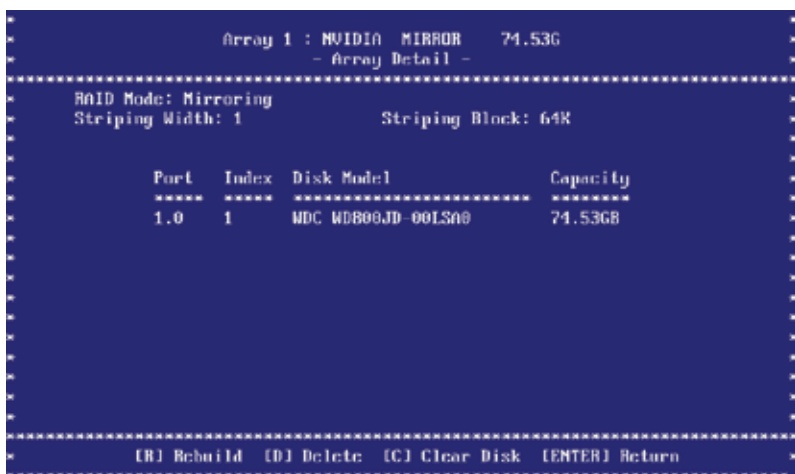 Array 1 : NVIDIA MIRROR 74.53G
- Array Detail -
RAID Mode: Mirroring
Striping Width: 1 Striping Block: 64K
Port Index Disk Model Capacity
1.0 1 WDC WD800JD-00LSA0 74.53GB
[R] Rebuild [D] Delete [C] Clear Disk [ENTER] Return